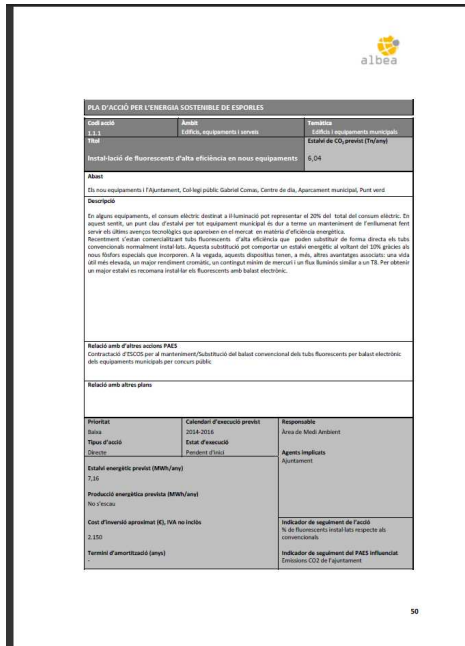 albea
PLA D'ACCIÓ PER L'ENERGIA SOSTENIBLE DE ESPORLES
Codi acció
Àmbit
Temàtica
1.1.1
Edificis, equipaments i serveis
Edificis i equipaments municipals
Títol
Estalvi de CO2 previst (Tn/any)
Instal·lació de fluorescents d'alta eficiència en nous equipaments
6,04
Abast
Els nou equipaments i l'Ajuntament, Col·legi públic Gabriel Comas, Centre de dia, Aparcament municipal, Punt verd
Descripció
En alguns equipaments, el consum elèctric destinat a il·luminació pot representar el 20% del total del consum elèctric. En
aquest sentit, un punt clau d'estalvi per tot equipament municipal és dur a terme un manteniment de l'enllumenat fent
servir els últims avenços tecnològics que apareixen en el mercat en matèria d'eficiència energètica.
Recentment s'estan comercialitzant tubs fluorescents d'alta eficiència que poden substituir de forma directa els tubs
convencionals normalment instal·lats. Aquesta substitució pot comportar un estalvi energètic al voltant del 10% gràcies als
nous fósfors especials que incorporen. A la vegada, aquests dispositius tenen, a més, altres avantatges associats: una vida
útil més elevada, un major rendiment cromàtic, un contingut mínim de mercuri i un flux lluminós similar a un T8. Per obtenir
un major estalvi es recomana instal·lar els fluorescents amb balast electrònic.
Relació amb d'altres accions PAES
Contractació d'ESCOS per al manteniment/Substitució del balast convencional dels tubs fluorescents per balast electrònic
dels equipaments municipals per concurs públic.
Relació amb altres plans
Prioritat
Calendari d'execució previst
Responsable
Baixa
2014-2016
Àrea de Medi Ambient
Tipus d'acció
Estat d'execució
Directe
Pendent d'inici
Agents implicats
Ajuntament
Estalvi energètic previst (MWh/any)
7,16
Producció energètica prevista (MWh/any)
No s'escau
Cost d'inversió aproximat (€), IVA no inclòs
2.150
Indicador de seguiment de l'acció
% de fluorescents instal·lats respecte als
convencionals
Termini d'amortització (anys)
-
Indicador de seguiment del PAES influenciat
Emissions CO2 de l'ajuntament
50